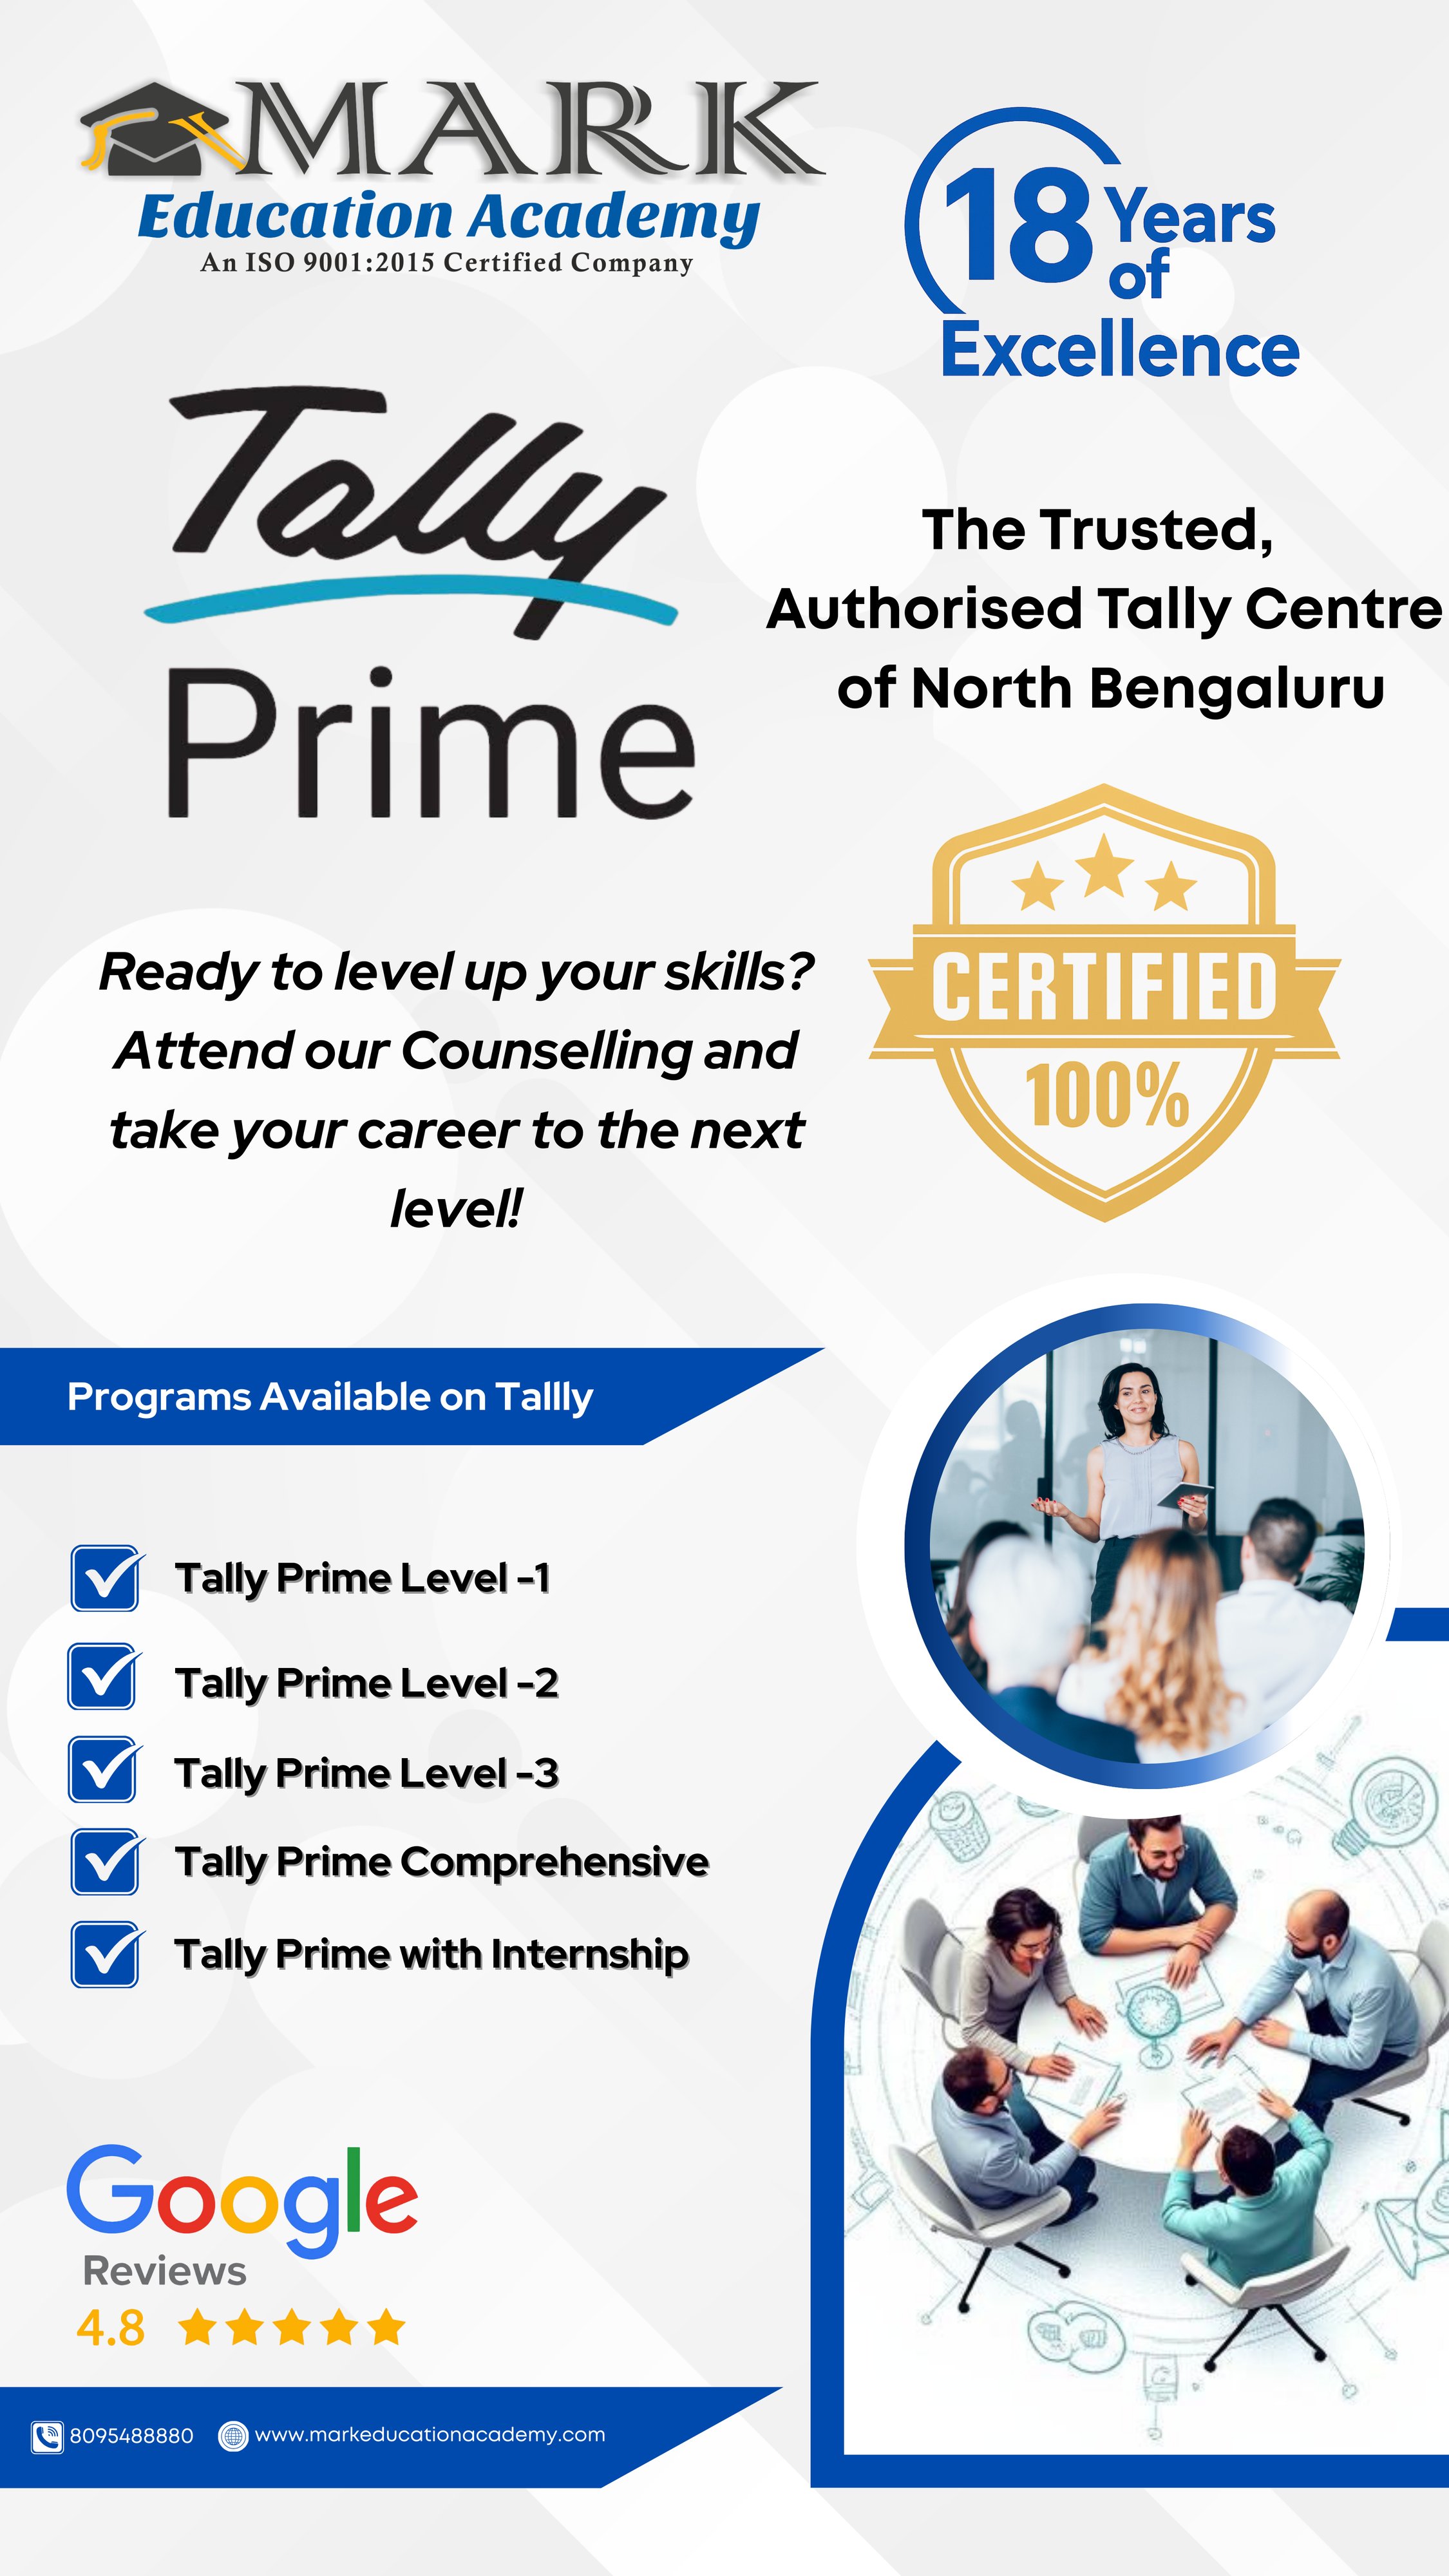 MARK
Education Academy
An ISO 9001:2015 Certified Company
18 Years
of
Excellence
Tally
Prime
The Trusted,
Authorised Tally Centre
of North Bengaluru
CERTIFIED
100%
Ready to level up your skills?
Attend our Counselling and
take your career to the next
level!
Programs Available on Tallly
Tally Prime Level -1
Tally Prime Level -2
Tally Prime Level -3
Tally Prime Comprehensive
Tally Prime with Internship
Google
Reviews
4.8
8095488880 www.markeducationacademy.com